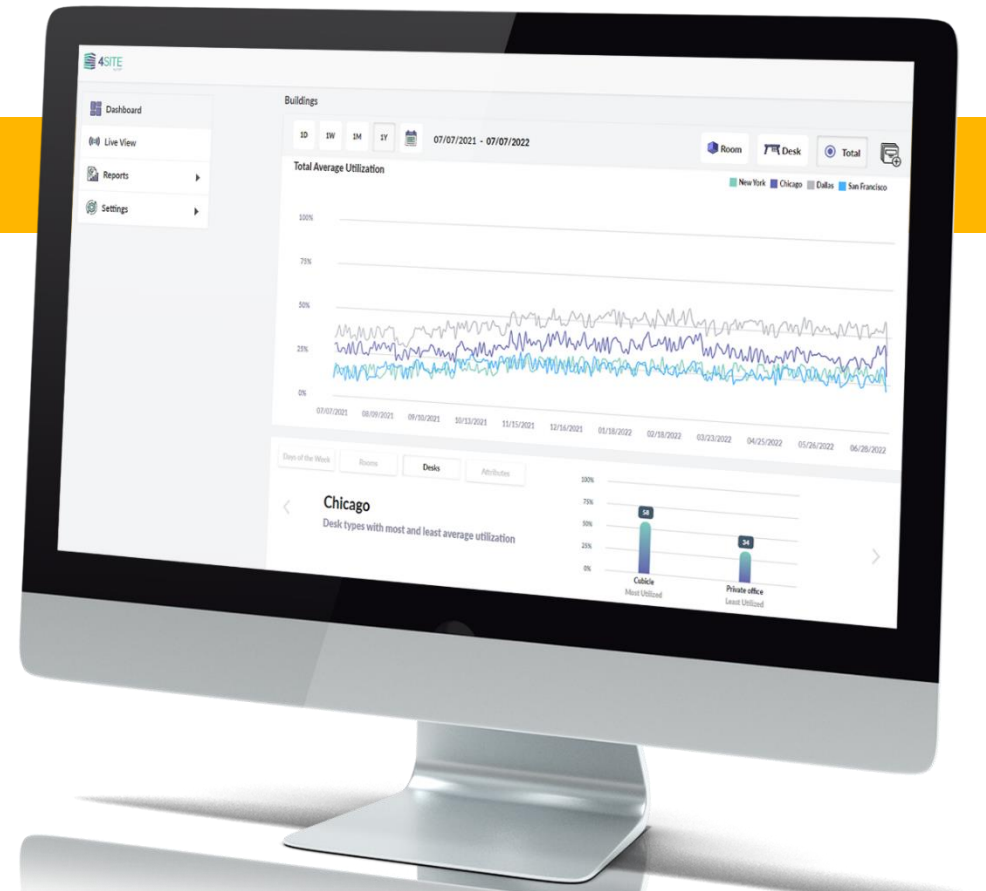 4SITE
Dashboard
Live View
Reports
Settings
Buildings
1D 1W 1M 1Y 07/07/2021 - 07/07/2022
Room Desk Total
Total Average Utilization
New York Chicago Dallas San Francisco
100%
75%
50%
25%
0%
07/07/2021 08/09/2021 09/10/2021 10/13/2021 11/15/2021 12/16/2021 01/18/2022 02/18/2022 03/23/2022 04/25/2022 05/26/2022 06/28/2022
Days of the Week Rooms Desks Attributes
Chicago
Desk types with most and least average utilization
100%
75%
50%
25%
0%
58
34
Cubicle Private office
Most Utilized Least Utilized